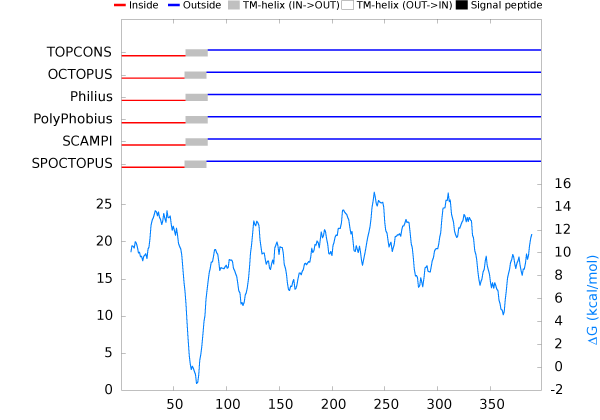 Inside Outside TM-helix (IN->OUT) TM-helix (OUT->IN) Signal peptide
TOPCONS
OCTOPUS
Philius
PolyPhobius
SCAMPI
SPOCTOPUS
25
20
15
10
5
0
16
14
12
10
8
6
4
2
0
-2
ΔG (kcal/mol)
50 100 150 200 250 300 350